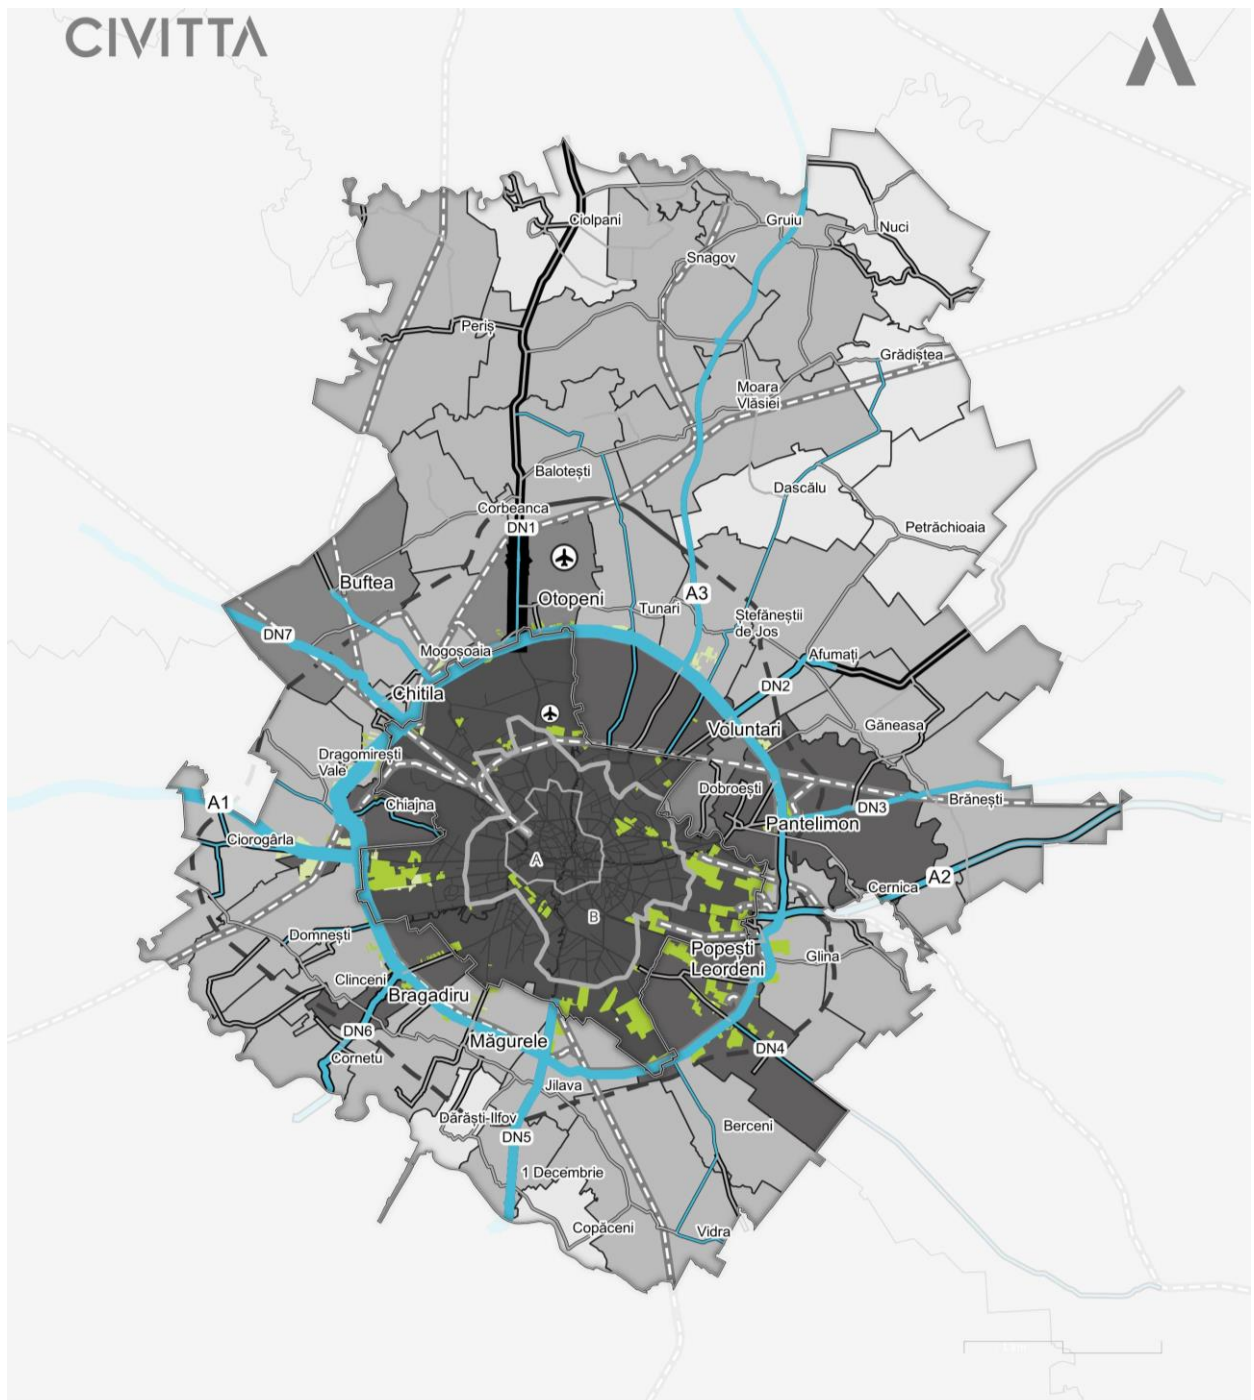 CIVITTA
Ciolpani
Gruiu
Nuci
Snagov
Periș
Grădiștea
Moara
Vlăsiei
Balotești
Dascălu
Corbeanca
DN1
Petrăchioaia
Buftea
Otopeni
A3
Tunari
Ștefănești
de Jos
DN7
Mogoșoaia
Afumați
Chitila
DN2
Voluntari
Găneasa
Dragomirești
Vale
Dobroești
A1
Chiajna
DN3
Brănești
Pantelimon
Ciorogârla
A
A2
Cernica
B
Domnești
Popești
Leordeni
Glina
Clinceni
Bragadiru
DN6
Măgurele
DN4
Cornetu
Jilava
Dărăști-Ilfov
Berceni
DN5
1 Decembrie
Copăceni
Vidra